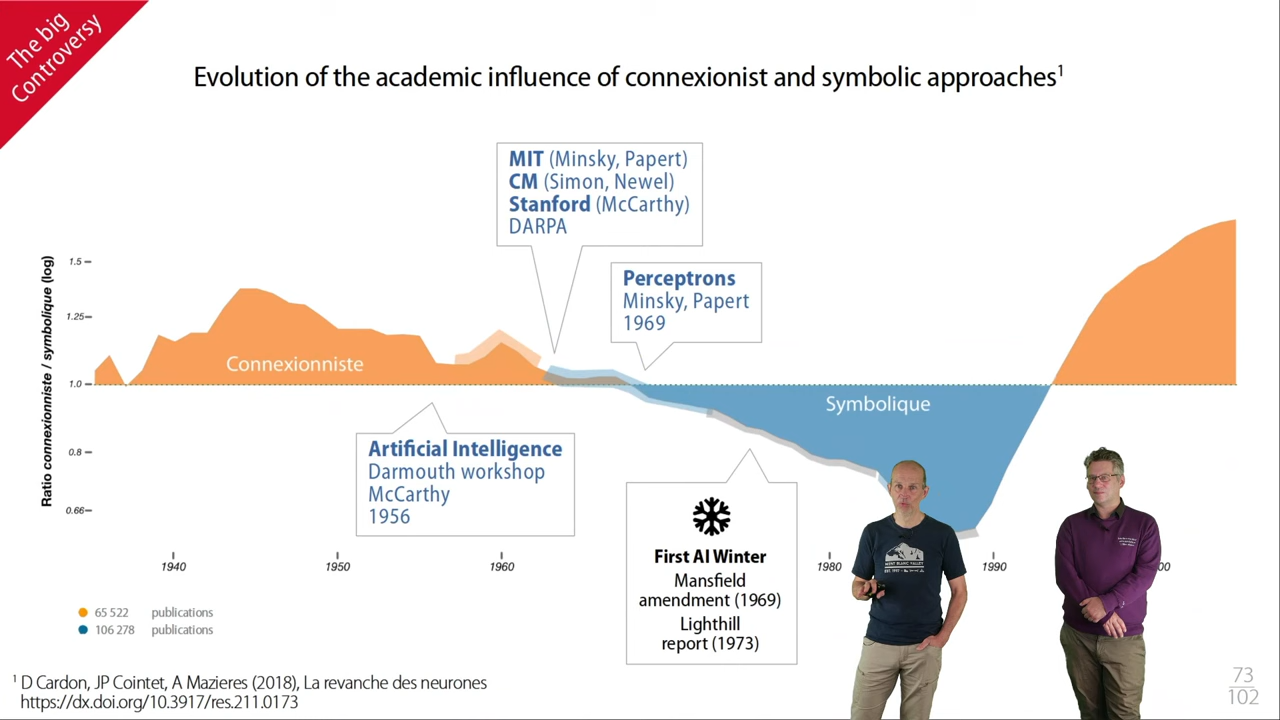 The big
Controversy
Evolution of the academic influence of connexionist and symbolic approaches¹
MIT (Minsky, Papert)
CM (Simon, Newel)
Stanford (McCarthy)
DARPA
Perceptrons
Minsky, Papert
1969
Ratio connexionniste / symbolique (log)
1.5
1.25
1.0
0.8
0.66
Connexionniste
Symbolique
Artificial Intelligence
Darmouth workshop
McCarthy
1956
First AI Winter
Mansfield
amendment (1969)
Lighthill
report (1973)
1940
1950
1960
1980
1990
00
65 522 publications
106 278 publications
MONT BLANC VALLEY
¹ D Cardon, JP Cointet, A Mazieres (2018), La revanche des neurones
https://dx.doi.org/10.3917/res.211.0173
73
102